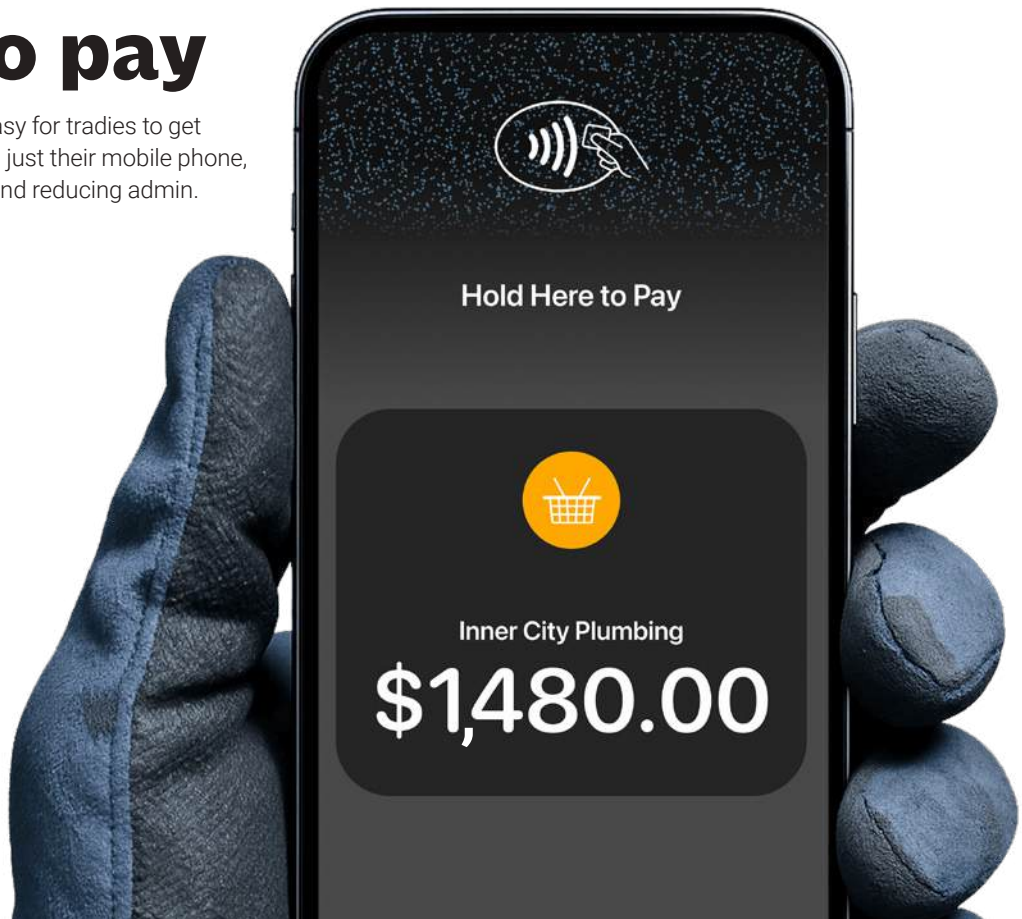 o pay
asy for tradies to get
just their mobile phone,
nd reducing admin.
Hold Here to Pay
Inner City Plumbing
$1,480.00